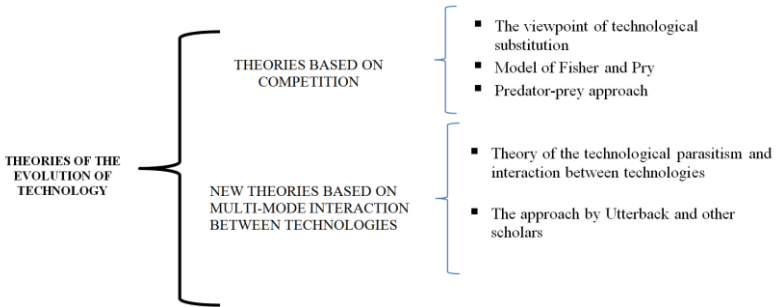 THEORIES OF THE
EVOLUTION OF
TECHNOLOGY
THEORIES BASED ON
COMPETITION
▪ The viewpoint of technological
substitution
▪ Model of Fisher and Pry
▪ Predator-prey approach
NEW THEORIES BASED ON
MULTI-MODE INTERACTION
BETWEEN TECHNOLOGIES
▪ Theory of the technological parasitism and
interaction between technologies
▪ The approach by Utterback and other
scholars